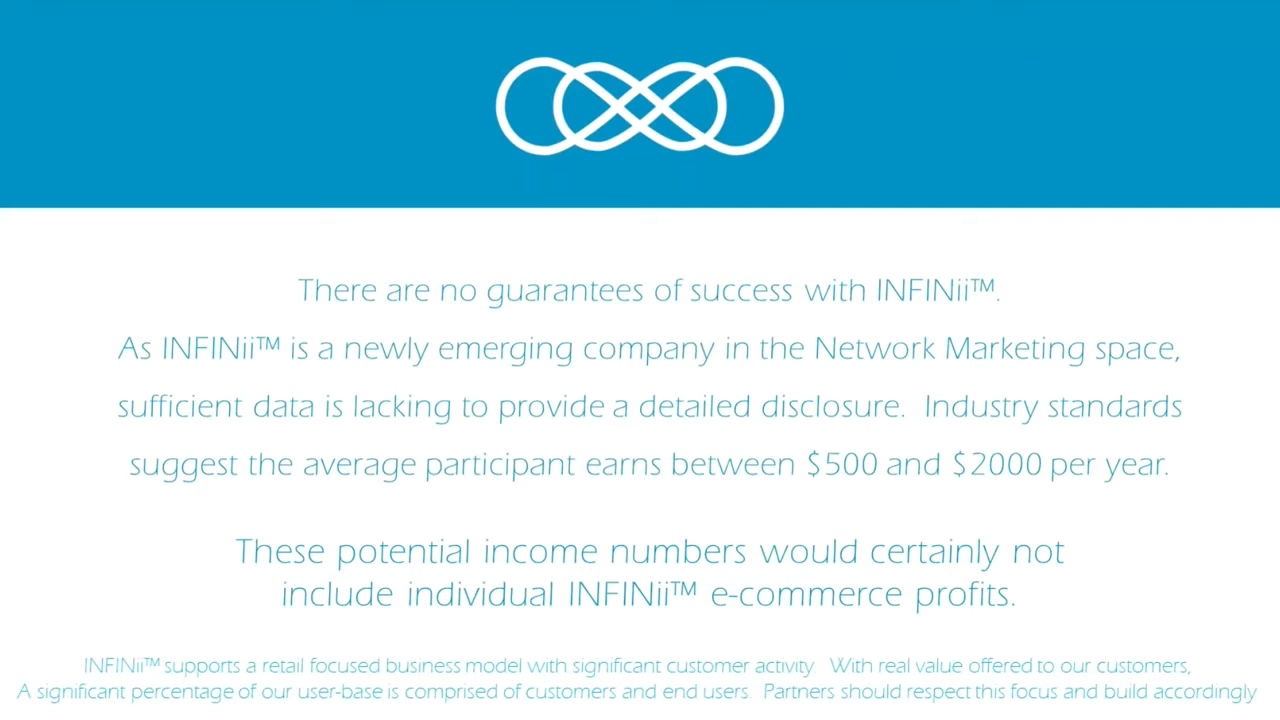 There are no guarantees of success with INFINii™.
As INFINii™ is a newly emerging company in the Network Marketing space,
sufficient data is lacking to provide a detailed disclosure.  Industry standards
suggest the average participant earns between $500 and $2000 per year.
These potential income numbers would certainly not
include individual INFINii™ e-commerce profits.
INFINii™ supports a retail focused business model with significant customer activity.  With real value offered to our customers,
A significant percentage of our user-base is comprised of customers and end users.  Partners should respect this focus and build accordingly